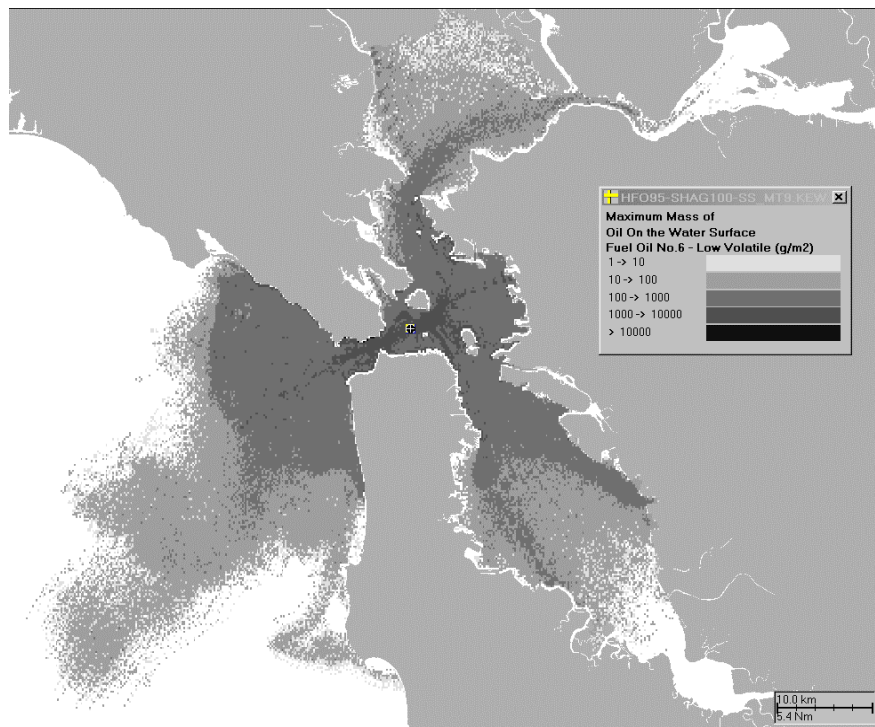 HFO95-SHAG100-SS_MT9.KEW
Maximum Mass of
Oil On the Water Surface
Fuel Oil No.6 - Low Volatile (g/m2)
1 -> 10
10 -> 100
100 -> 1000
1000 -> 10000
> 10000
10.0 km
5.4 Nm